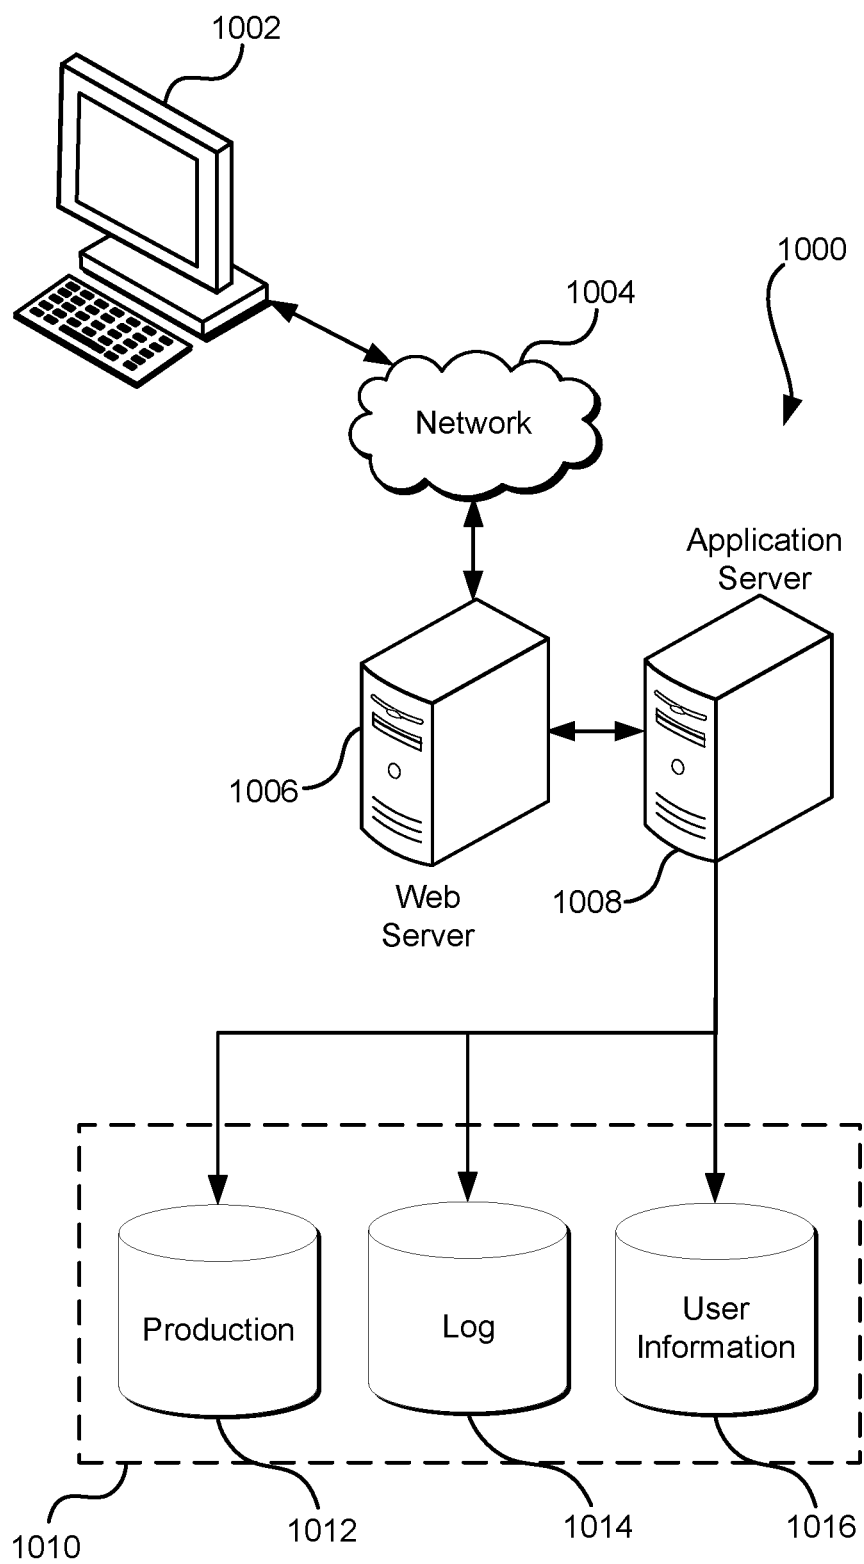 1002
1000
1004
Network
Application
Server
1006
1008
Web
Server
Production
Log
User
Information
1010
1012
1014
1016